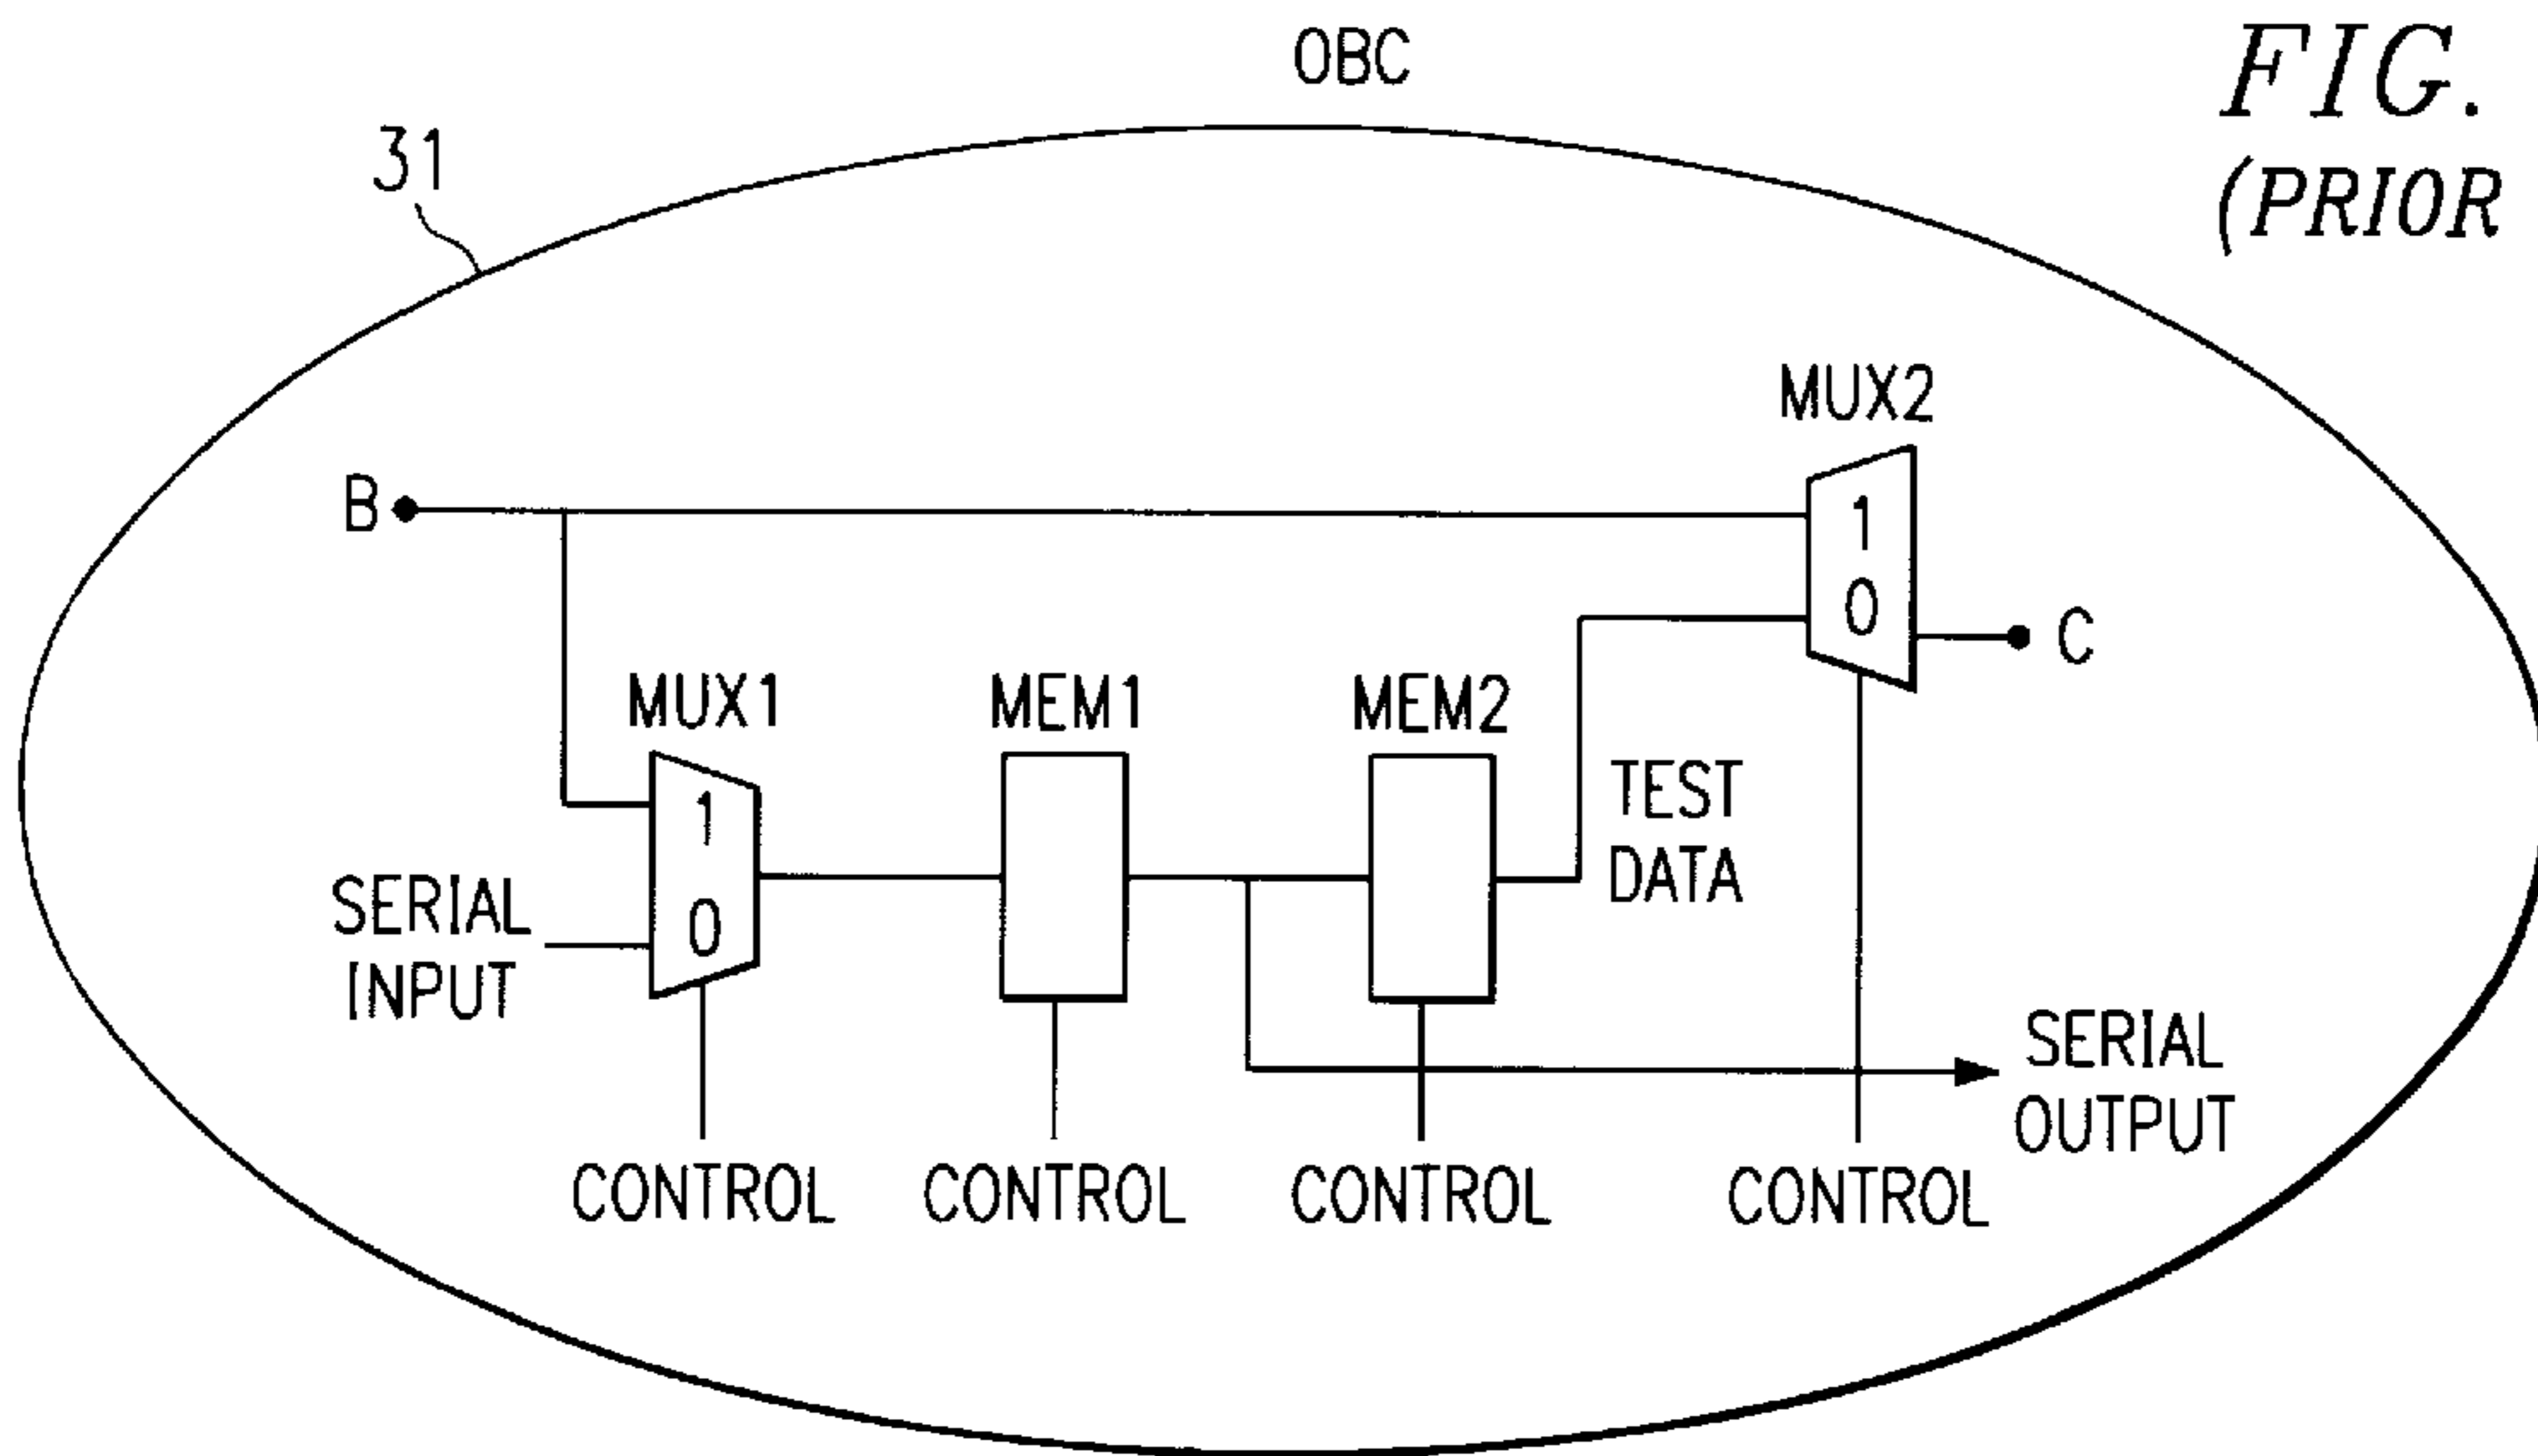 OBC
FIG.
(PRIOR
31
MUX2
B
1
0
C
MUX1
MEM1
MEM2
1
0
TEST
DATA
SERIAL
INPUT
SERIAL
OUTPUT
CONTROL
CONTROL
CONTROL
CONTROL